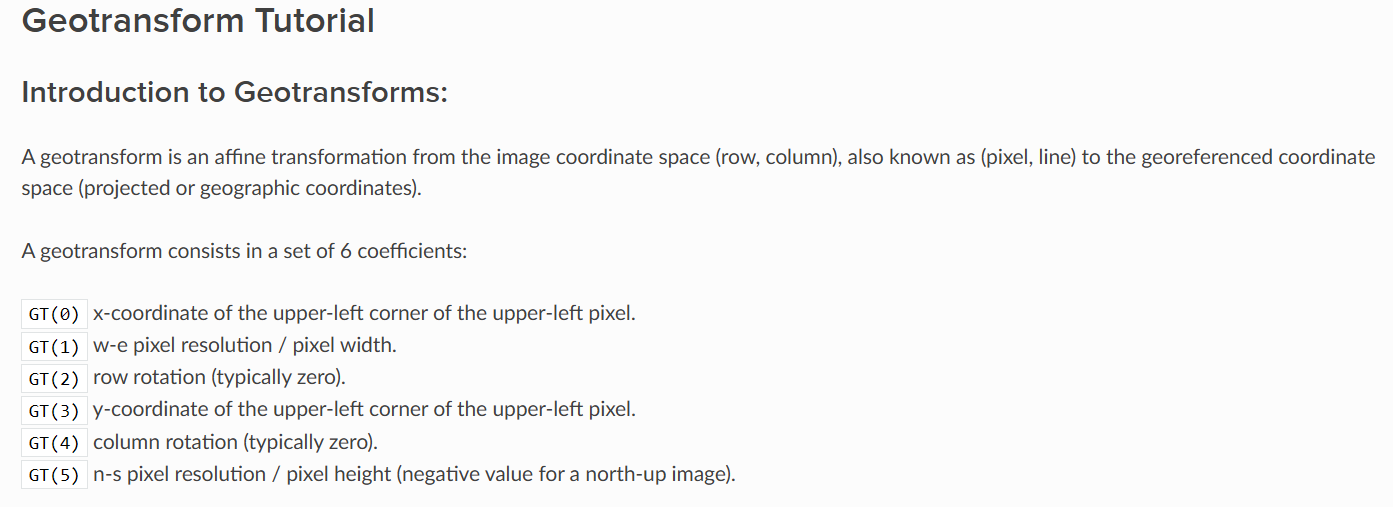 Geotransform Tutorial
Introduction to Geotransforms:
A geotransform is an affine transformation from the image coordinate space (row, column), also known as (pixel, line) to the georeferenced coordinate
space (projected or geographic coordinates).
A geotransform consists in a set of 6 coefficients:
GT(0) x-coordinate of the upper-left corner of the upper-left pixel.
GT(1) w-e pixel resolution / pixel width.
GT(2) row rotation (typically zero).
GT(3) y-coordinate of the upper-left corner of the upper-left pixel.
GT(4) column rotation (typically zero).
GT(5) n-s pixel resolution / pixel height (negative value for a north-up image).